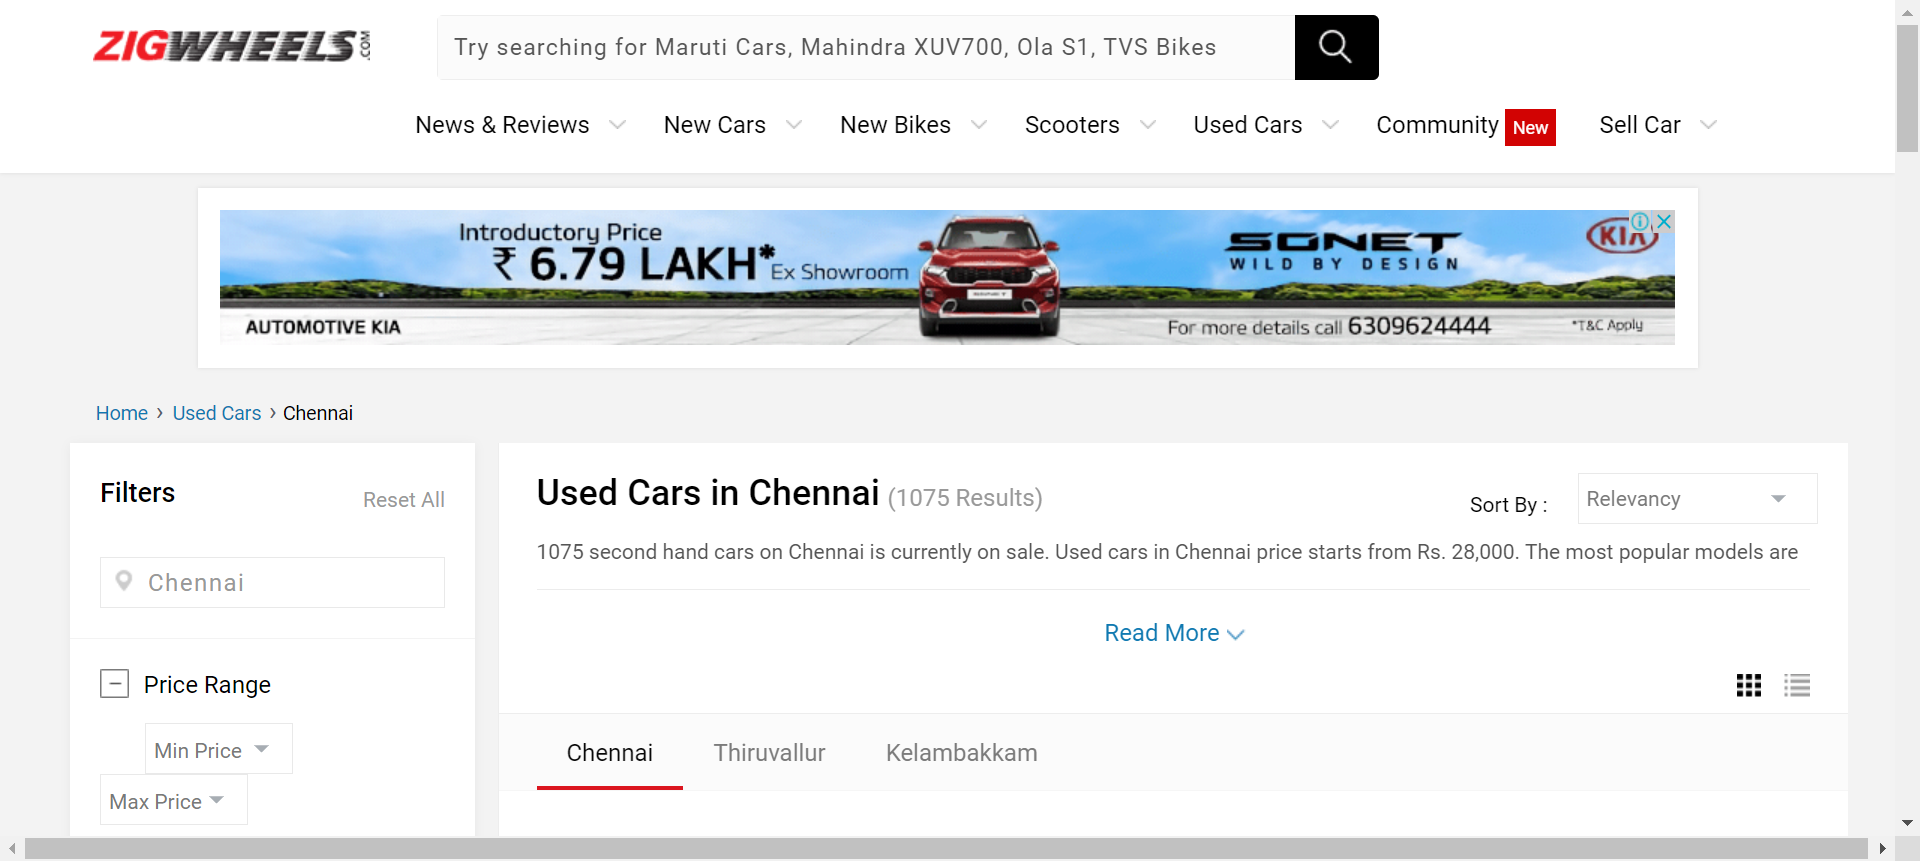 ZIGWHEELS.COM
Try searching for Maruti Cars, Mahindra XUV700, Ola S1, TVS Bikes
News & Reviews New Cars New Bikes Scooters Used Cars Community New Sell Car
Introductory Price
₹ 6.79 LAKH* Ex Showroom
SONET
WILD BY DESIGN
KIA
AUTOMOTIVE KIA
For more details call 6309624444
*T&C Apply
Home › Used Cars › Chennai
Filters
Reset All
Chennai
Price Range
Min Price
Max Price
Used Cars in Chennai (1075 Results)
Sort By :
Relevancy
1075 second hand cars on Chennai is currently on sale. Used cars in Chennai price starts from Rs. 28,000. The most popular models are
Read More
Chennai Thiruvallur Kelambakkam